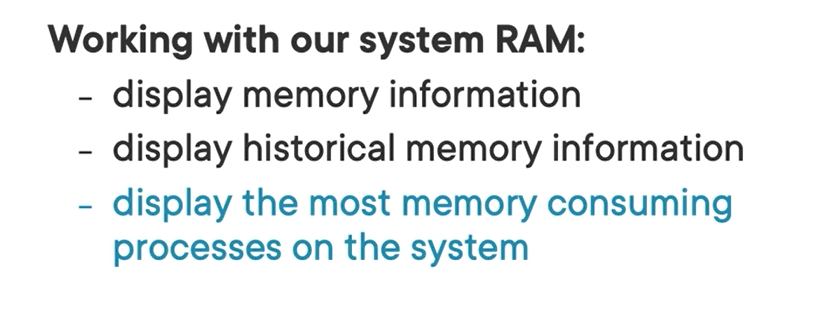 Working with our system RAM:
– display memory information
– display historical memory information
– display the most memory consuming
processes on the system